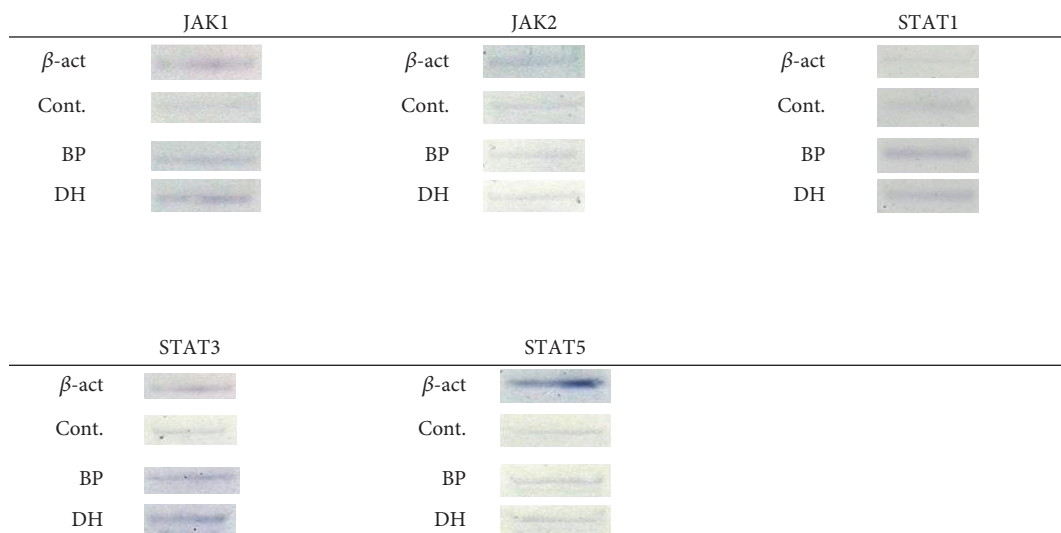 JAK1 JAK2 STAT1
β-act β-act β-act
Cont. Cont. Cont.
BP BP BP
DH DH DH
STAT3 STAT5
β-act β-act
Cont. Cont.
BP BP
DH DH